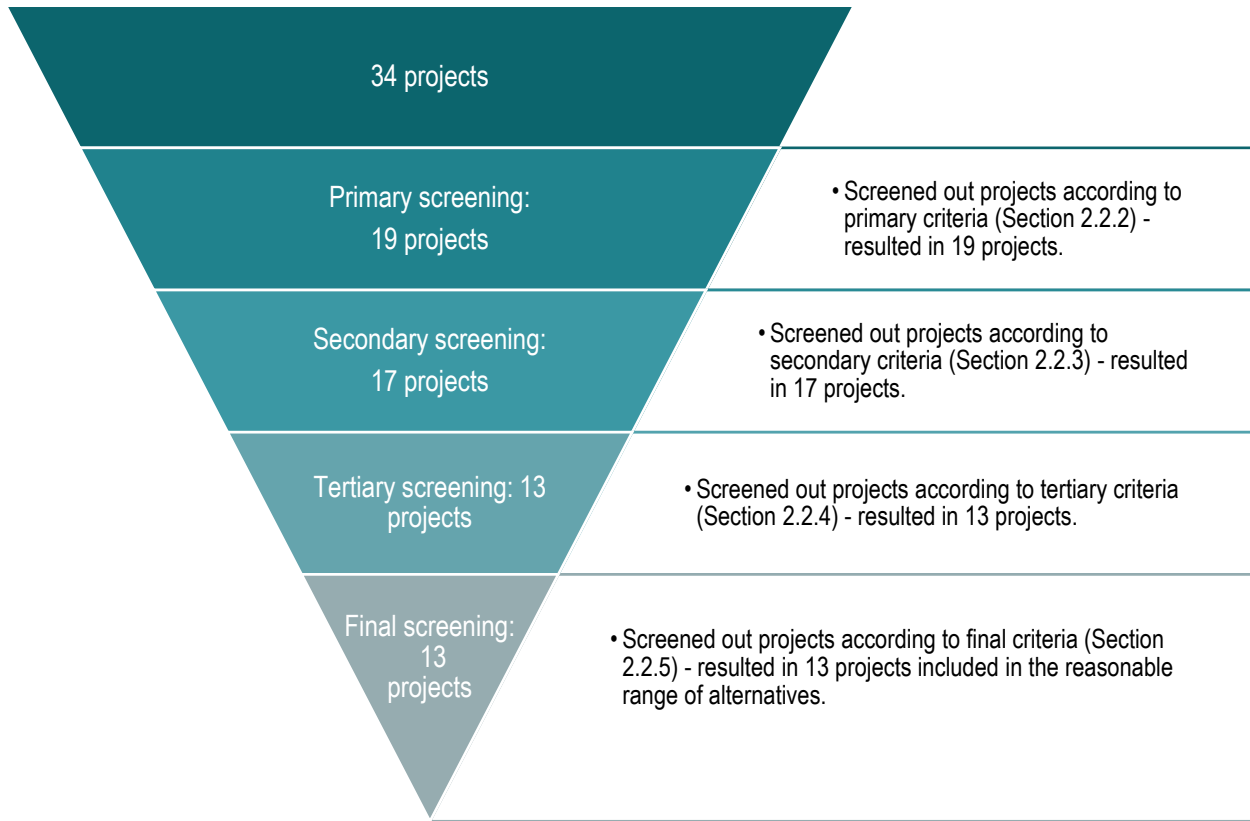 34 projects
Primary screening:
19 projects
• Screened out projects according to
primary criteria (Section 2.2.2) -
resulted in 19 projects.
Secondary screening:
17 projects
• Screened out projects according to
secondary criteria (Section 2.2.3) - resulted
in 17 projects.
Tertiary screening: 13
projects
• Screened out projects according to tertiary criteria
(Section 2.2.4) - resulted in 13 projects.
Final screening:
13
projects
• Screened out projects according to final criteria (Section
2.2.5) - resulted in 13 projects included in the reasonable
range of alternatives.